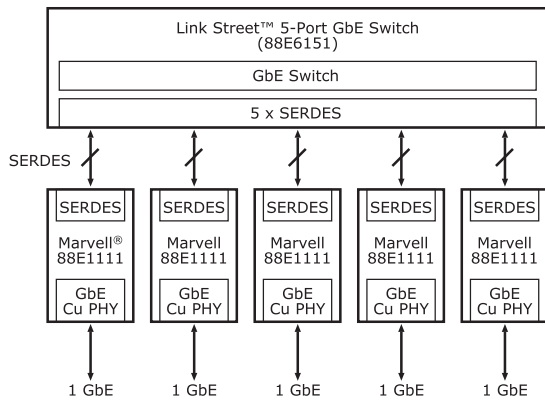 Link Street™ 5-Port GbE Switch
(88E6151)
GbE Switch
5 x SERDES
SERDES
SERDES SERDES SERDES SERDES SERDES
Marvell® Marvell Marvell Marvell Marvell
88E1111 88E1111 88E1111 88E1111 88E1111
GbE GbE GbE GbE GbE
Cu PHY Cu PHY Cu PHY Cu PHY Cu PHY
1 GbE 1 GbE 1 GbE 1 GbE 1 GbE